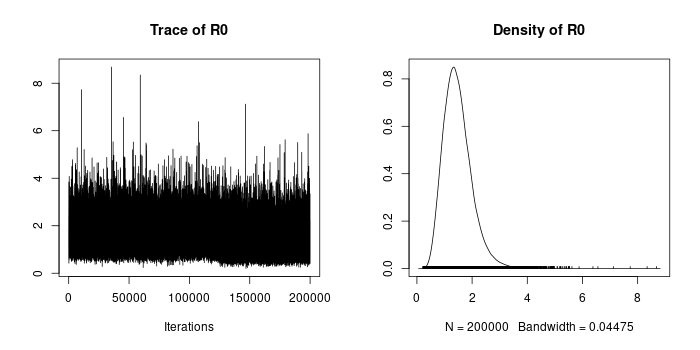 Trace of R0
8
6
4
2
0
0 50000 100000 150000 200000
Iterations
Density of R0
0.8
0.6
0.4
0.2
0.0
0 2 4 6 8
N = 200000 Bandwidth = 0.04475